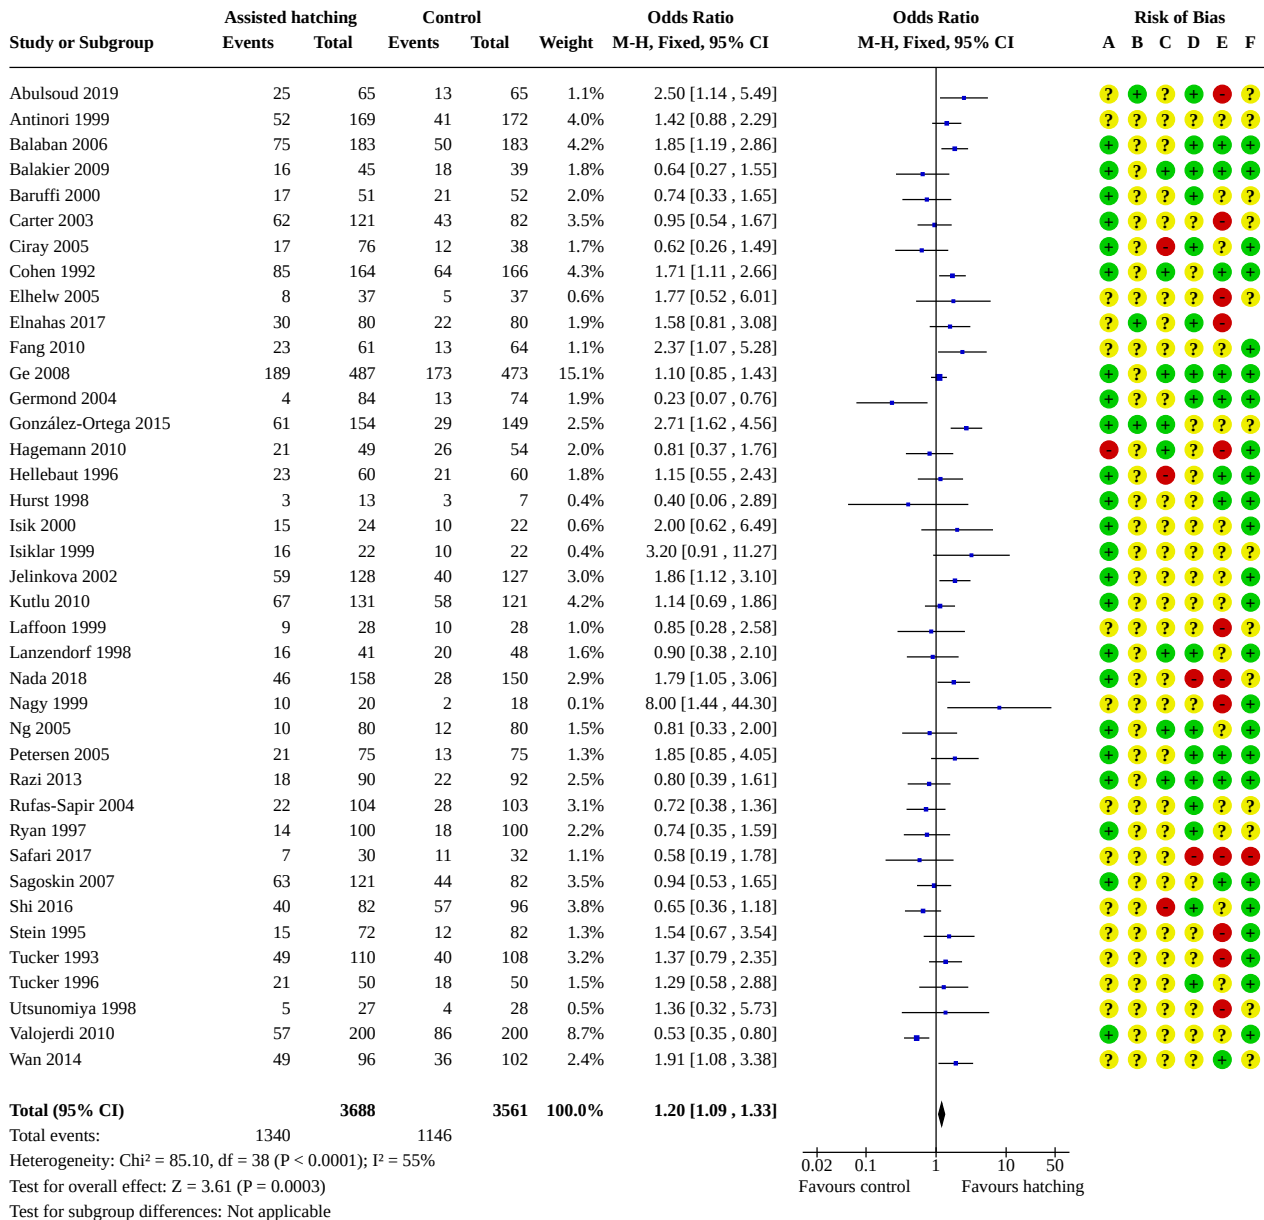 Assisted hatching Control Odds Ratio Odds Ratio Risk of Bias
Study or Subgroup Events Total Events Total Weight M-H, Fixed, 95% CI M-H, Fixed, 95% CI A B C D E F
Abulsoud 2019 25 65 13 65 1.1% 2.50 [1.14 , 5.49] ? + ? + - ?
Antinori 1999 52 169 41 172 4.0% 1.42 [0.88 , 2.29] ? ? ? ? ? ?
Balaban 2006 75 183 50 183 4.2% 1.85 [1.19 , 2.86] + ? ? + + +
Balakier 2009 16 45 18 39 1.8% 0.64 [0.27 , 1.55] + ? + + + +
Baruffi 2000 17 51 21 52 2.0% 0.74 [0.33 , 1.65] + ? ? + ? ?
Carter 2003 62 121 43 82 3.5% 0.95 [0.54 , 1.67] + ? ? ? - ?
Ciray 2005 17 76 12 38 1.7% 0.62 [0.26 , 1.49] + ? - + ? +
Cohen 1992 85 164 64 166 4.3% 1.71 [1.11 , 2.66] + ? + ? + +
Elhelw 2005 8 37 5 37 0.6% 1.77 [0.52 , 6.01] ? ? ? ? - ?
Elnahas 2017 30 80 22 80 1.9% 1.58 [0.81 , 3.08] ? + ? + -
Fang 2010 23 61 13 64 1.1% 2.37 [1.07 , 5.28] ? ? ? ? ? +
Ge 2008 189 487 173 473 15.1% 1.10 [0.85 , 1.43] + ? + + + +
Germond 2004 4 84 13 74 1.9% 0.23 [0.07 , 0.76] + ? ? + + +
González-Ortega 2015 61 154 29 149 2.5% 2.71 [1.62 , 4.56] + + + ? ? ?
Hagemann 2010 21 49 26 54 2.0% 0.81 [0.37 , 1.76] - ? + ? - +
Hellebaut 1996 23 60 21 60 1.8% 1.15 [0.55 , 2.43] + ? - ? + +
Hurst 1998 3 13 3 7 0.4% 0.40 [0.06 , 2.89] + ? ? ? + +
Isik 2000 15 24 10 22 0.6% 2.00 [0.62 , 6.49] + ? ? ? ? +
Isiklar 1999 16 22 10 22 0.4% 3.20 [0.91 , 11.27] + ? ? ? ? ?
Jelinkova 2002 59 128 40 127 3.0% 1.86 [1.12 , 3.10] + ? ? ? ? +
Kutlu 2010 67 131 58 121 4.2% 1.14 [0.69 , 1.86] + ? ? ? ? +
Laffoon 1999 9 28 10 28 1.0% 0.85 [0.28 , 2.58] ? ? ? ? - ?
Lanzendorf 1998 16 41 20 48 1.6% 0.90 [0.38 , 2.10] + ? + + ? +
Nada 2018 46 158 28 150 2.9% 1.79 [1.05 , 3.06] + ? ? - - ?
Nagy 1999 10 20 2 18 0.1% 8.00 [1.44 , 44.30] ? ? ? ? - +
Ng 2005 10 80 12 80 1.5% 0.81 [0.33 , 2.00] + ? + + ? +
Petersen 2005 21 75 13 75 1.3% 1.85 [0.85 , 4.05] + ? ? + + +
Razi 2013 18 90 22 92 2.5% 0.80 [0.39 , 1.61] + ? + + + +
Rufas-Sapir 2004 22 104 28 103 3.1% 0.72 [0.38 , 1.36] ? ? ? + ? ?
Ryan 1997 14 100 18 100 2.2% 0.74 [0.35 , 1.59] + ? ? + ? ?
Safari 2017 7 30 11 32 1.1% 0.58 [0.19 , 1.78] ? ? ? - - -
Sagoskin 2007 63 121 44 82 3.5% 0.94 [0.53 , 1.65] + ? ? ? + +
Shi 2016 40 82 57 96 3.8% 0.65 [0.36 , 1.18] ? ? - + ? +
Stein 1995 15 72 12 82 1.3% 1.54 [0.67 , 3.54] ? ? ? ? - +
Tucker 1993 49 110 40 108 3.2% 1.37 [0.79 , 2.35] ? ? ? ? - +
Tucker 1996 21 50 18 50 1.5% 1.29 [0.58 , 2.88] ? ? ? + ? +
Utsunomiya 1998 5 27 4 28 0.5% 1.36 [0.32 , 5.73] ? ? ? ? - ?
Valojerdi 2010 57 200 86 200 8.7% 0.53 [0.35 , 0.80] + ? ? ? ? +
Wan 2014 49 96 36 102 2.4% 1.91 [1.08 , 3.38] ? ? ? ? + ?
Total (95% CI) 3688 3561 100.0% 1.20 [1.09 , 1.33]
Total events: 1340 1146
Heterogeneity: Chi² = 85.10, df = 38 (P < 0.0001); I² = 55%
0.02 0.1 1 10 50
Test for overall effect: Z = 3.61 (P = 0.0003) Favours control Favours hatching
Test for subgroup differences: Not applicable